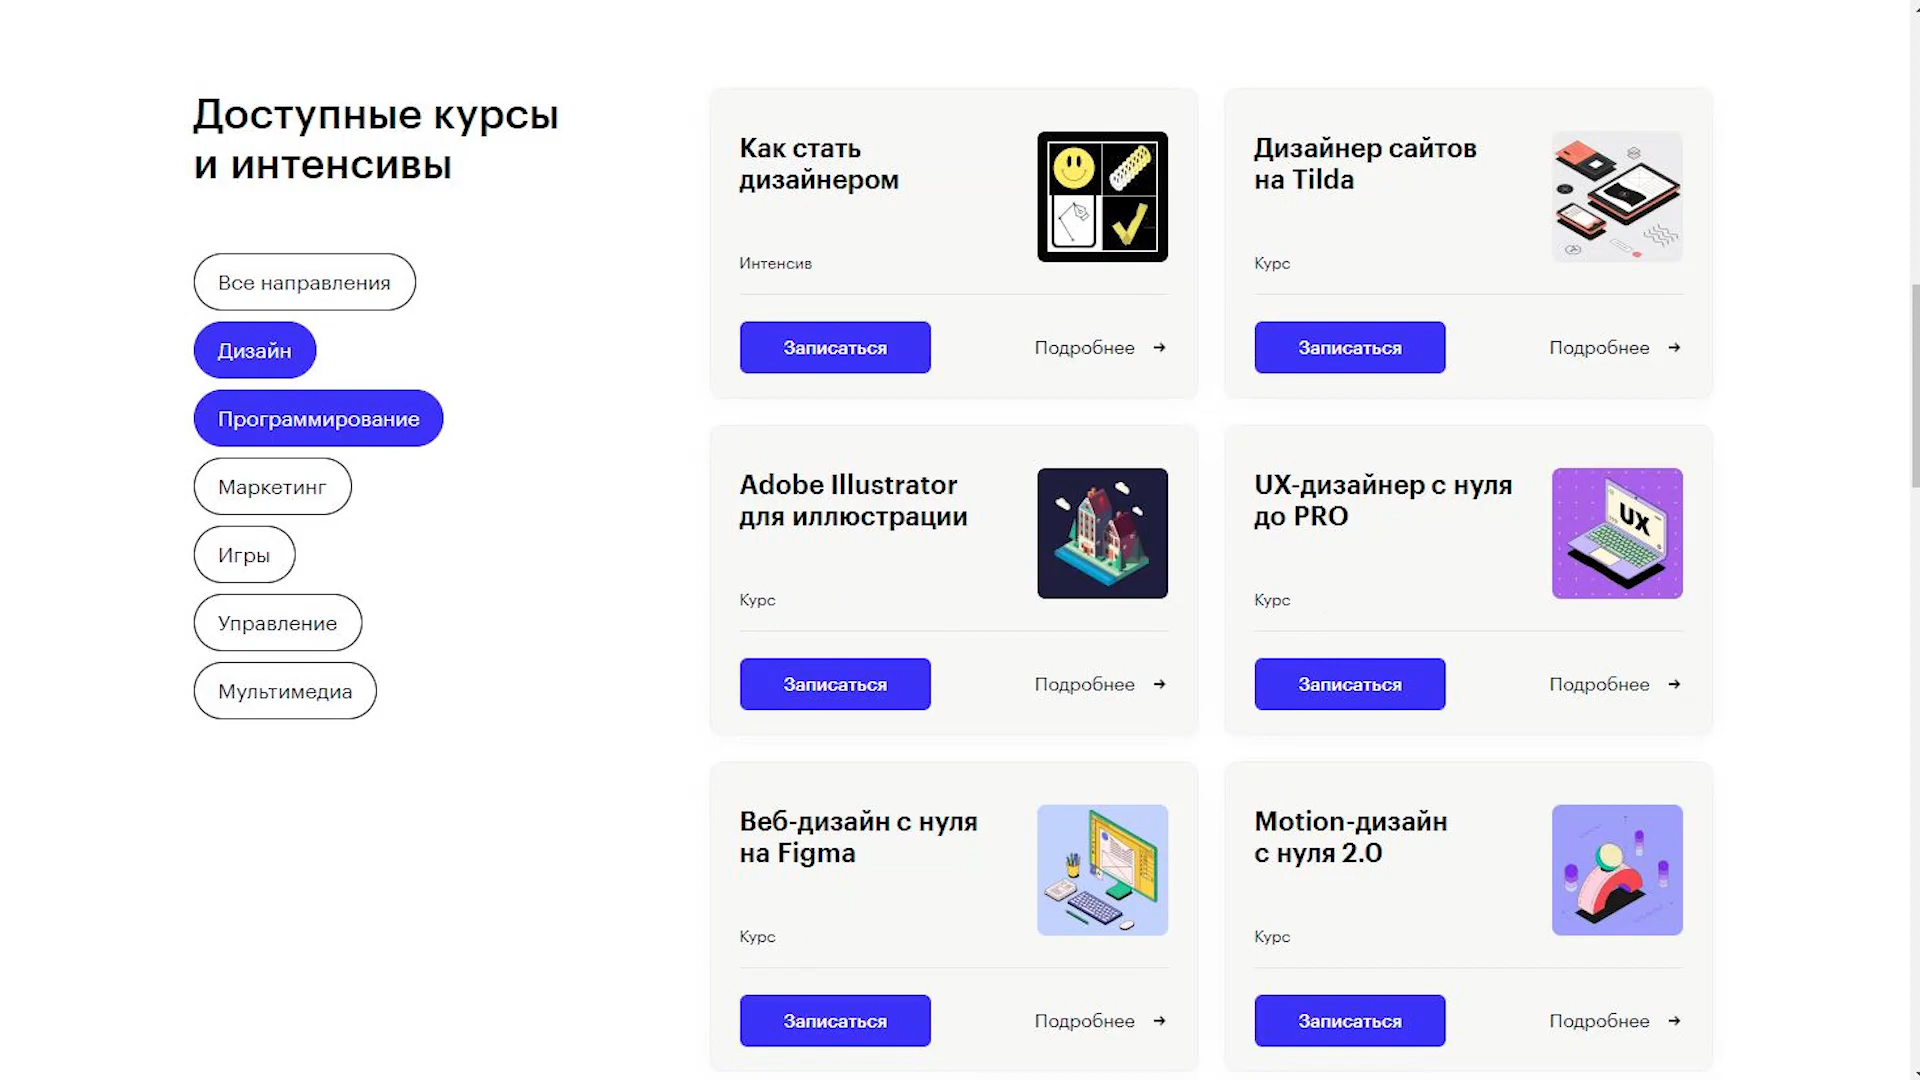 Доступные курсы
и интенсивы
Все направления
Дизайн
Программирование
Маркетинг
Игры
Управление
Мультимедиа
Как стать
дизайнером
Интенсив
Записаться
Подробнее →
Дизайнер сайтов
на Tilda
Курс
Записаться
Подробнее →
Adobe Illustrator
для иллюстрации
Курс
Записаться
Подробнее →
UX-дизайнер с нуля
до PRO
UX
Курс
Записаться
Подробнее →
Веб-дизайн с нуля
на Figma
Курс
Записаться
Подробнее →
Motion-дизайн
с нуля 2.0
Курс
Записаться
Подробнее →